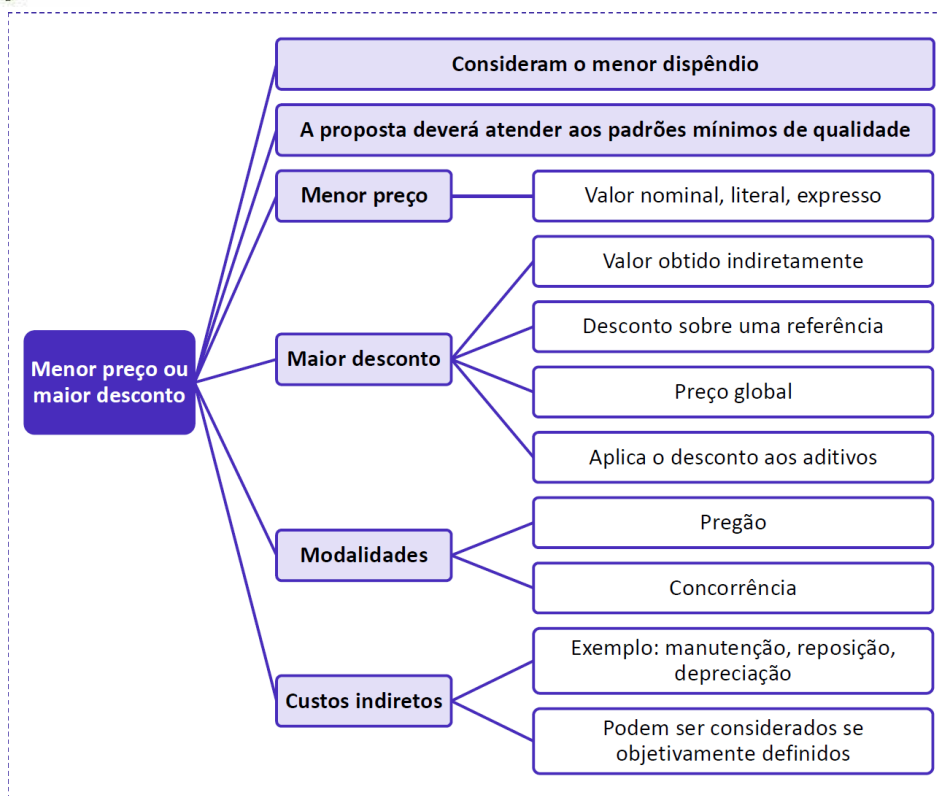 Menor preço ou
maior desconto
Consideram o menor dispêndio
A proposta deverá atender aos padrões mínimos de qualidade
Menor preço
Valor nominal, literal, expresso
Maior desconto
Valor obtido indiretamente
Desconto sobre uma referência
Preço global
Aplica o desconto aos aditivos
Modalidades
Pregão
Concorrência
Custos indiretos
Exemplo: manutenção, reposição,
depreciação
Podem ser considerados se
objetivamente definidos